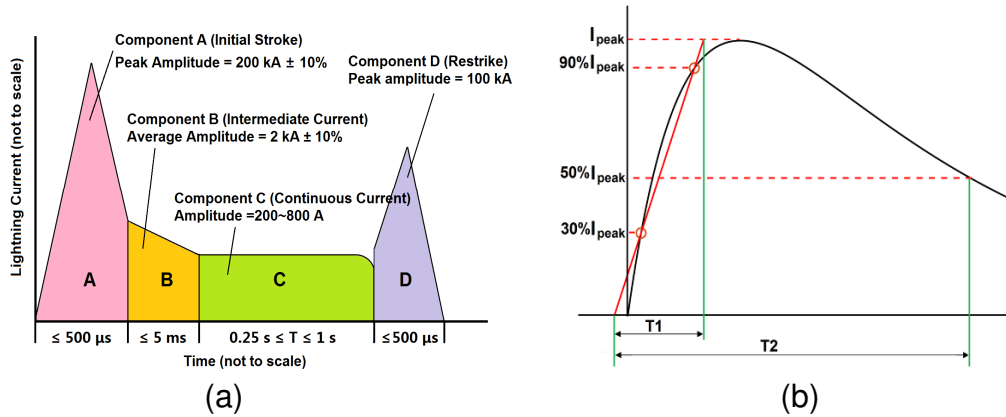 Component A (Initial Stroke)
Peak Amplitude = 200 kA ± 10%
Component D (Restrike)
Peak amplitude = 100 kA
Component B (Intermediate Current)
Average Amplitude = 2 kA ± 10%
Component C (Continuous Current)
Amplitude =200~800 A
Lightning Current (not to scale)
A
B
C
D
≤ 500 µs
≤ 5 ms
0.25 s ≤ T ≤ 1 s
≤500 µs
Time (not to scale)
(a)
Ipeak
90%Ipeak
50%Ipeak
30%Ipeak
T1
T2
(b)